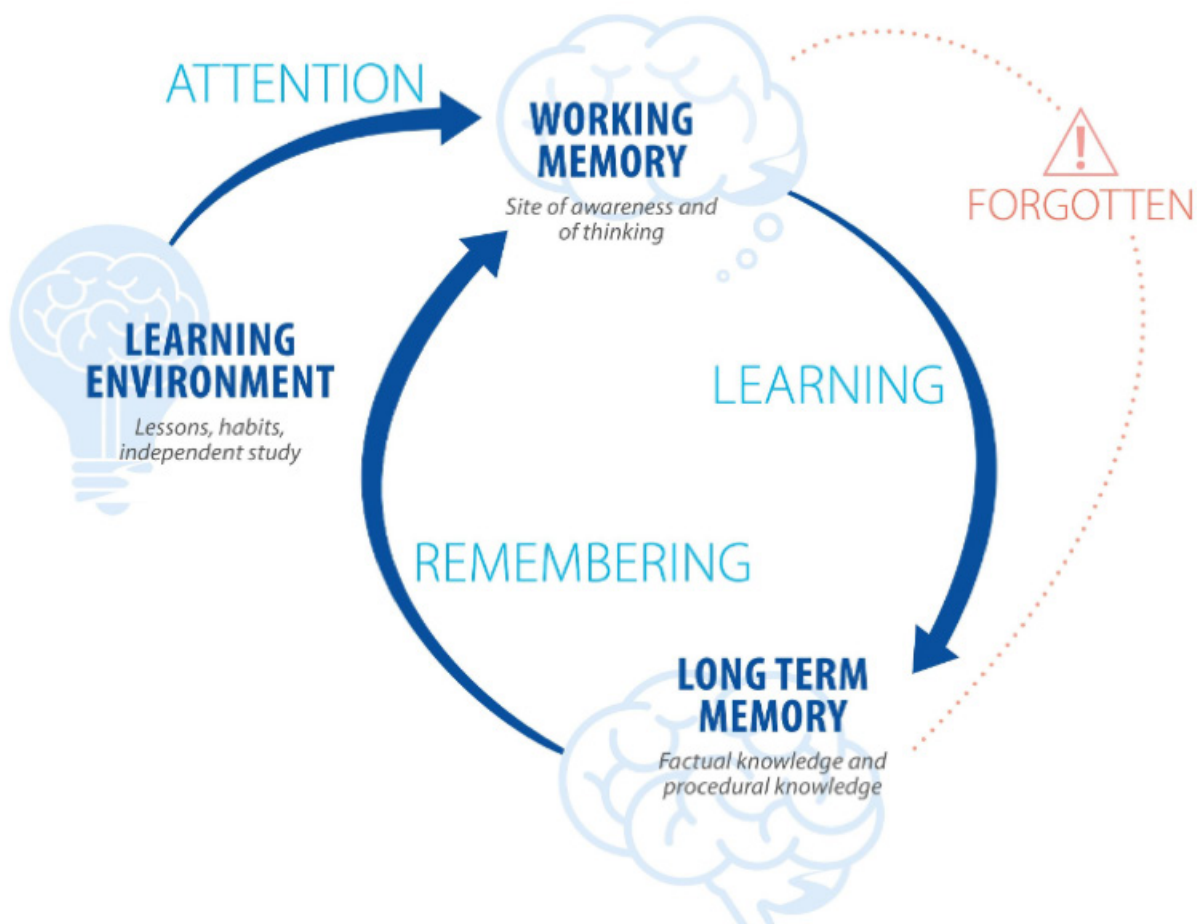 ATTENTION
WORKING
MEMORY
Site of awareness and
of thinking
FORGOTTEN
LEARNING
ENVIRONMENT
Lessons, habits,
independent study
LEARNING
REMEMBERING
LONG TERM
MEMORY
Factual knowledge and
procedural knowledge